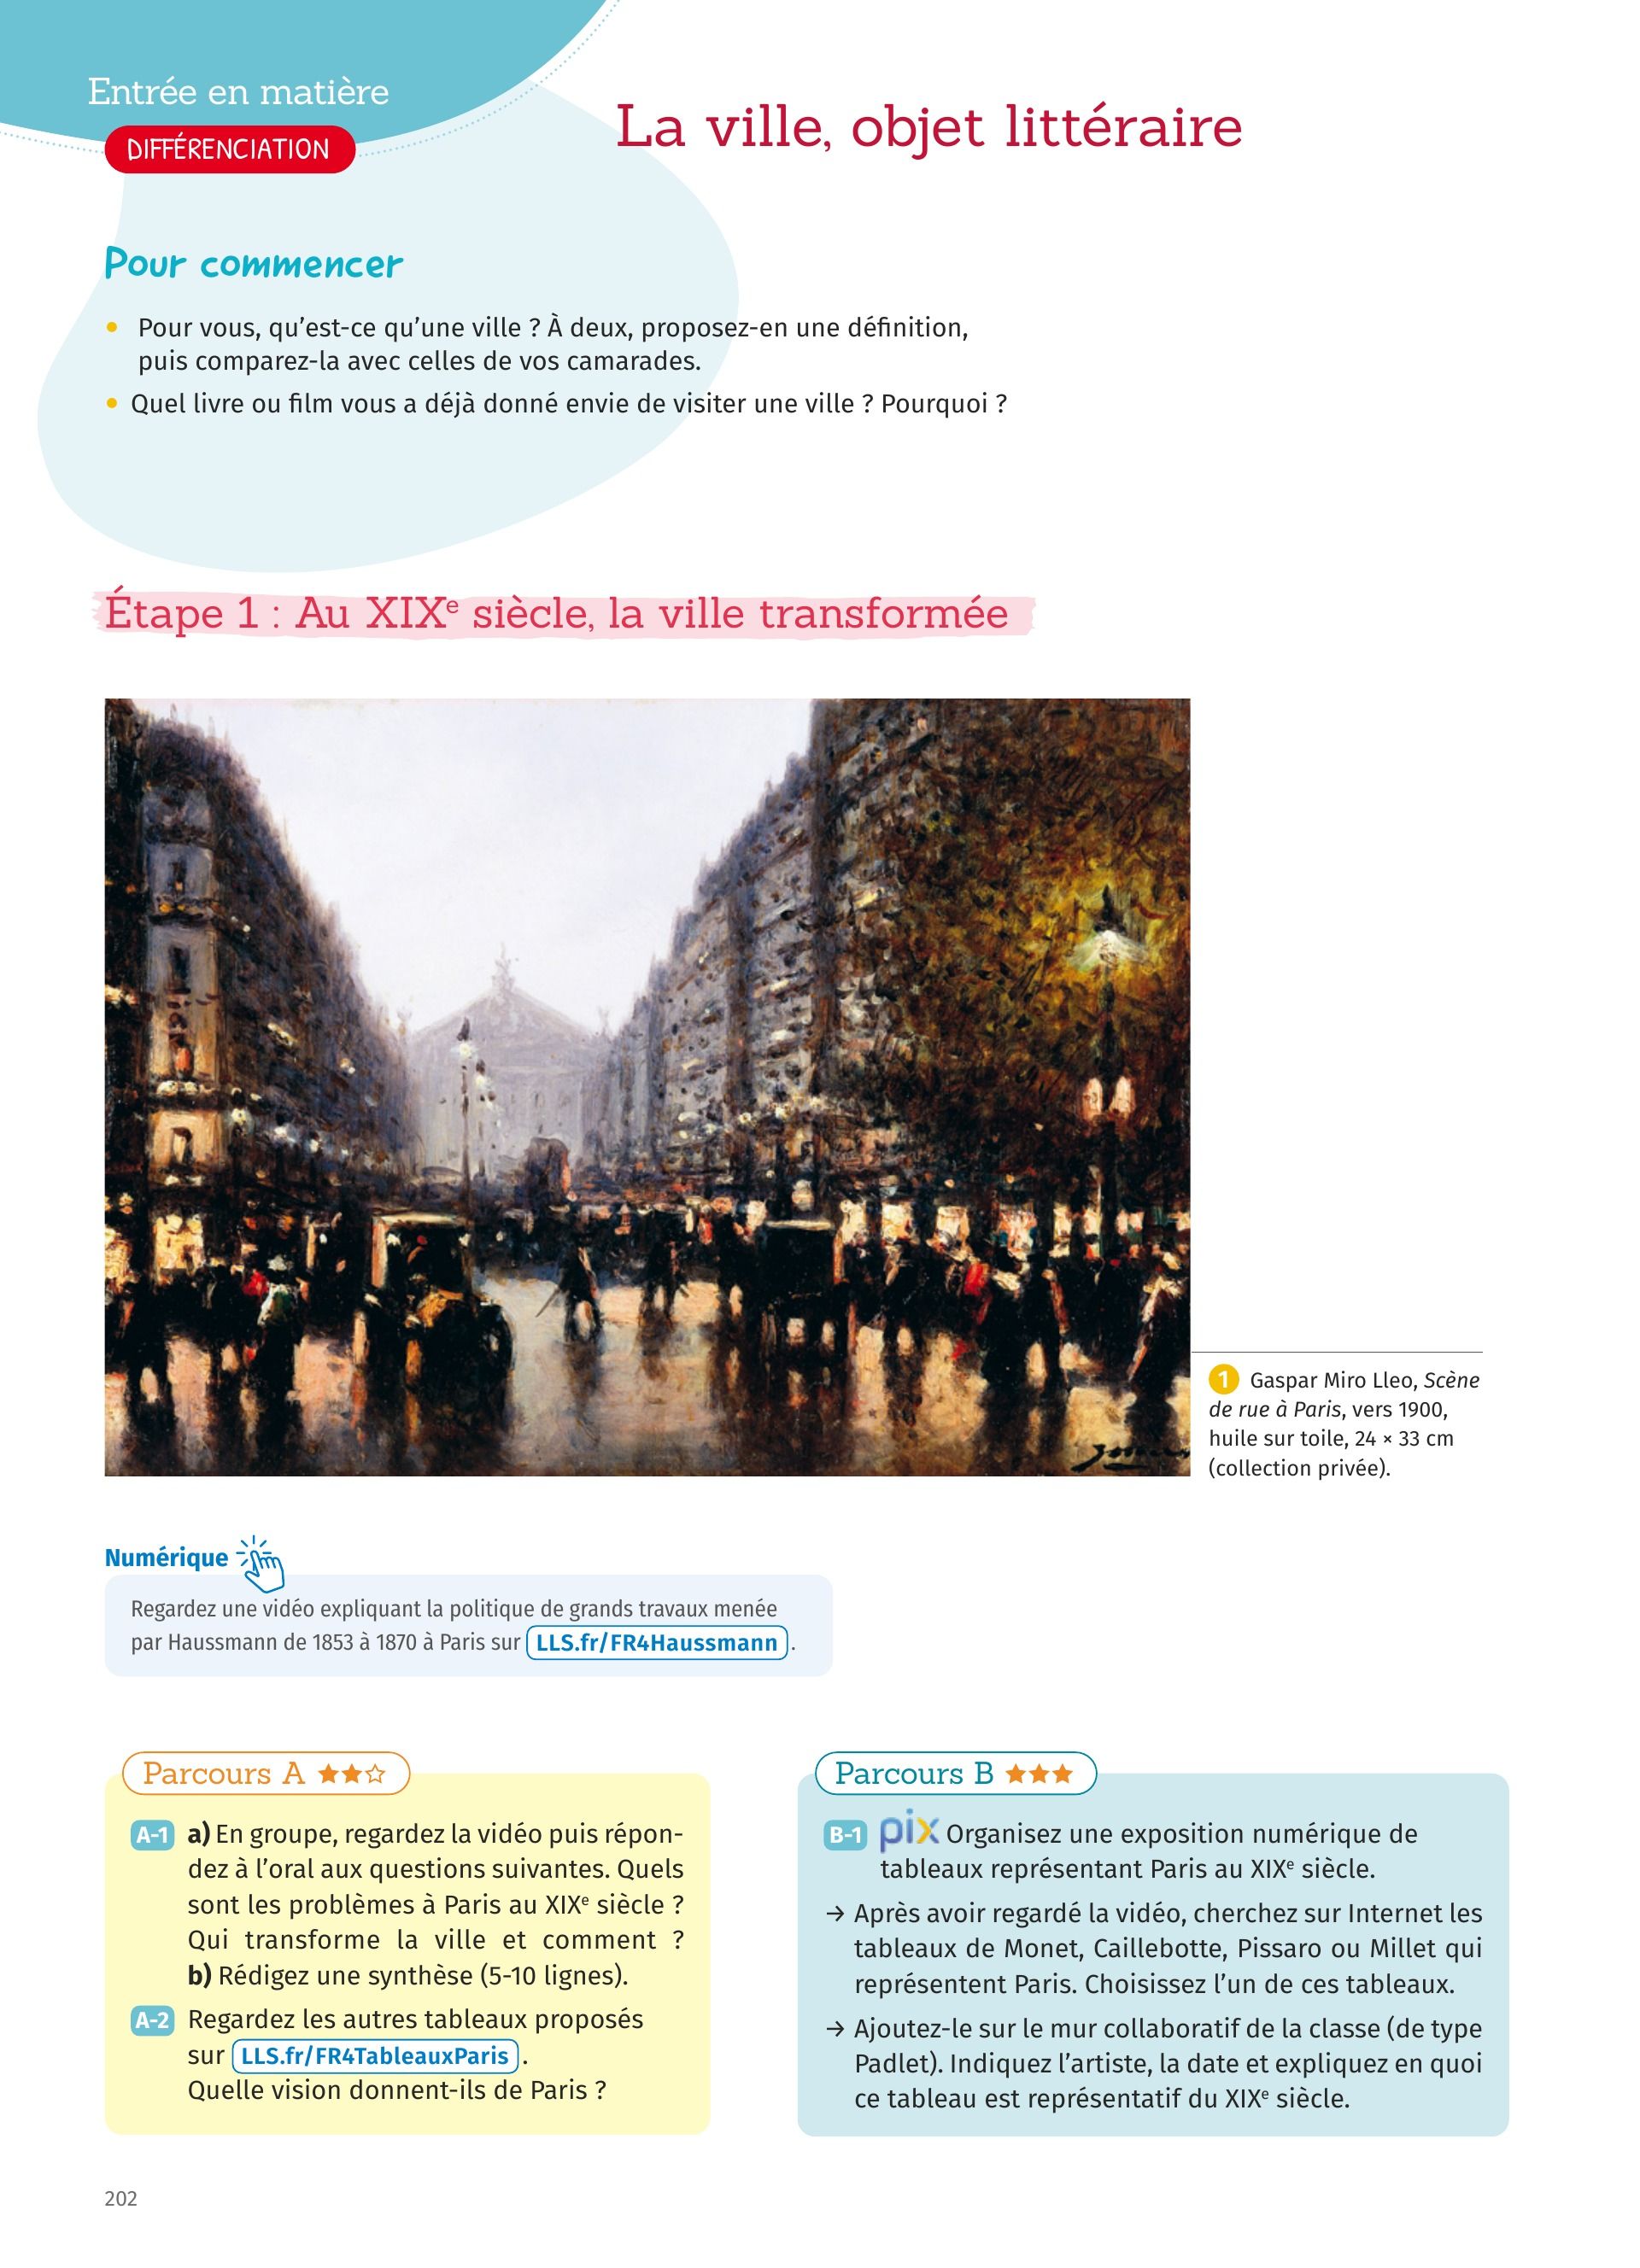 Entrée en matière
DIFFÉRENCIATION
La ville, objet littéraire
Pour commencer
• Pour vous, qu’est-ce qu’une ville ? À deux, proposez-en une définition,
puis comparez-la avec celles de vos camarades.
• Quel livre ou film vous a déjà donné envie de visiter une ville ? Pourquoi ?
Étape 1 : Au XIXe siècle, la ville transformée
1 Gaspar Miro Lleo, Scène
de rue à Paris, vers 1900,
huile sur toile, 24 × 33 cm
(collection privée).
Numérique
Regardez une vidéo expliquant la politique de grands travaux menée
par Haussmann de 1853 à 1870 à Paris sur LLS.fr/FR4Haussmann .
Parcours A ★★☆
A-1 a) En groupe, regardez la vidéo puis répon-
dez à l’oral aux questions suivantes. Quels
sont les problèmes à Paris au XIXe siècle ?
Qui transforme la ville et comment ?
b) Rédigez une synthèse (5-10 lignes).
A-2 Regardez les autres tableaux proposés
sur LLS.fr/FR4TableauxParis .
Quelle vision donnent-ils de Paris ?
Parcours B ★★★
B-1 pix Organisez une exposition numérique de
tableaux représentant Paris au XIXe siècle.
→ Après avoir regardé la vidéo, cherchez sur Internet les
tableaux de Monet, Caillebotte, Pissaro ou Millet qui
représentent Paris. Choisissez l’un de ces tableaux.
→ Ajoutez-le sur le mur collaboratif de la classe (de type
Padlet). Indiquez l’artiste, la date et expliquez en quoi
ce tableau est représentatif du XIXe siècle.
202